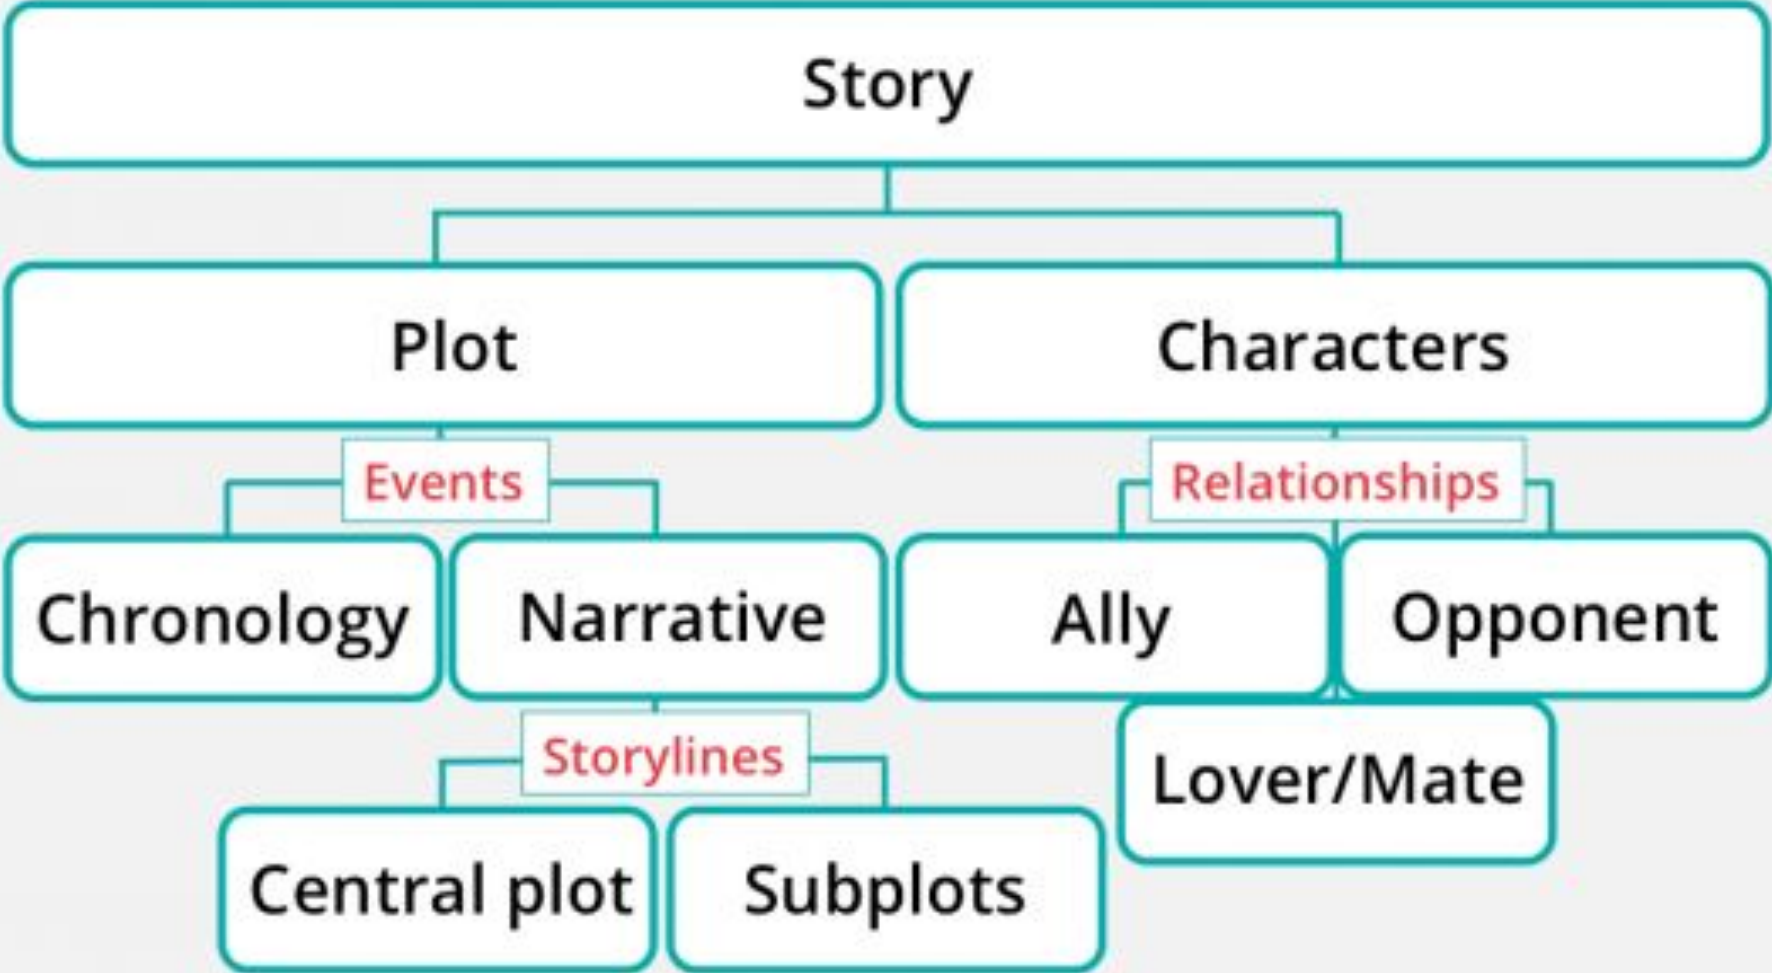 Story
Plot
Characters
Events
Relationships
Chronology
Narrative
Ally
Opponent
Storylines
Lover/Mate
Central plot
Subplots